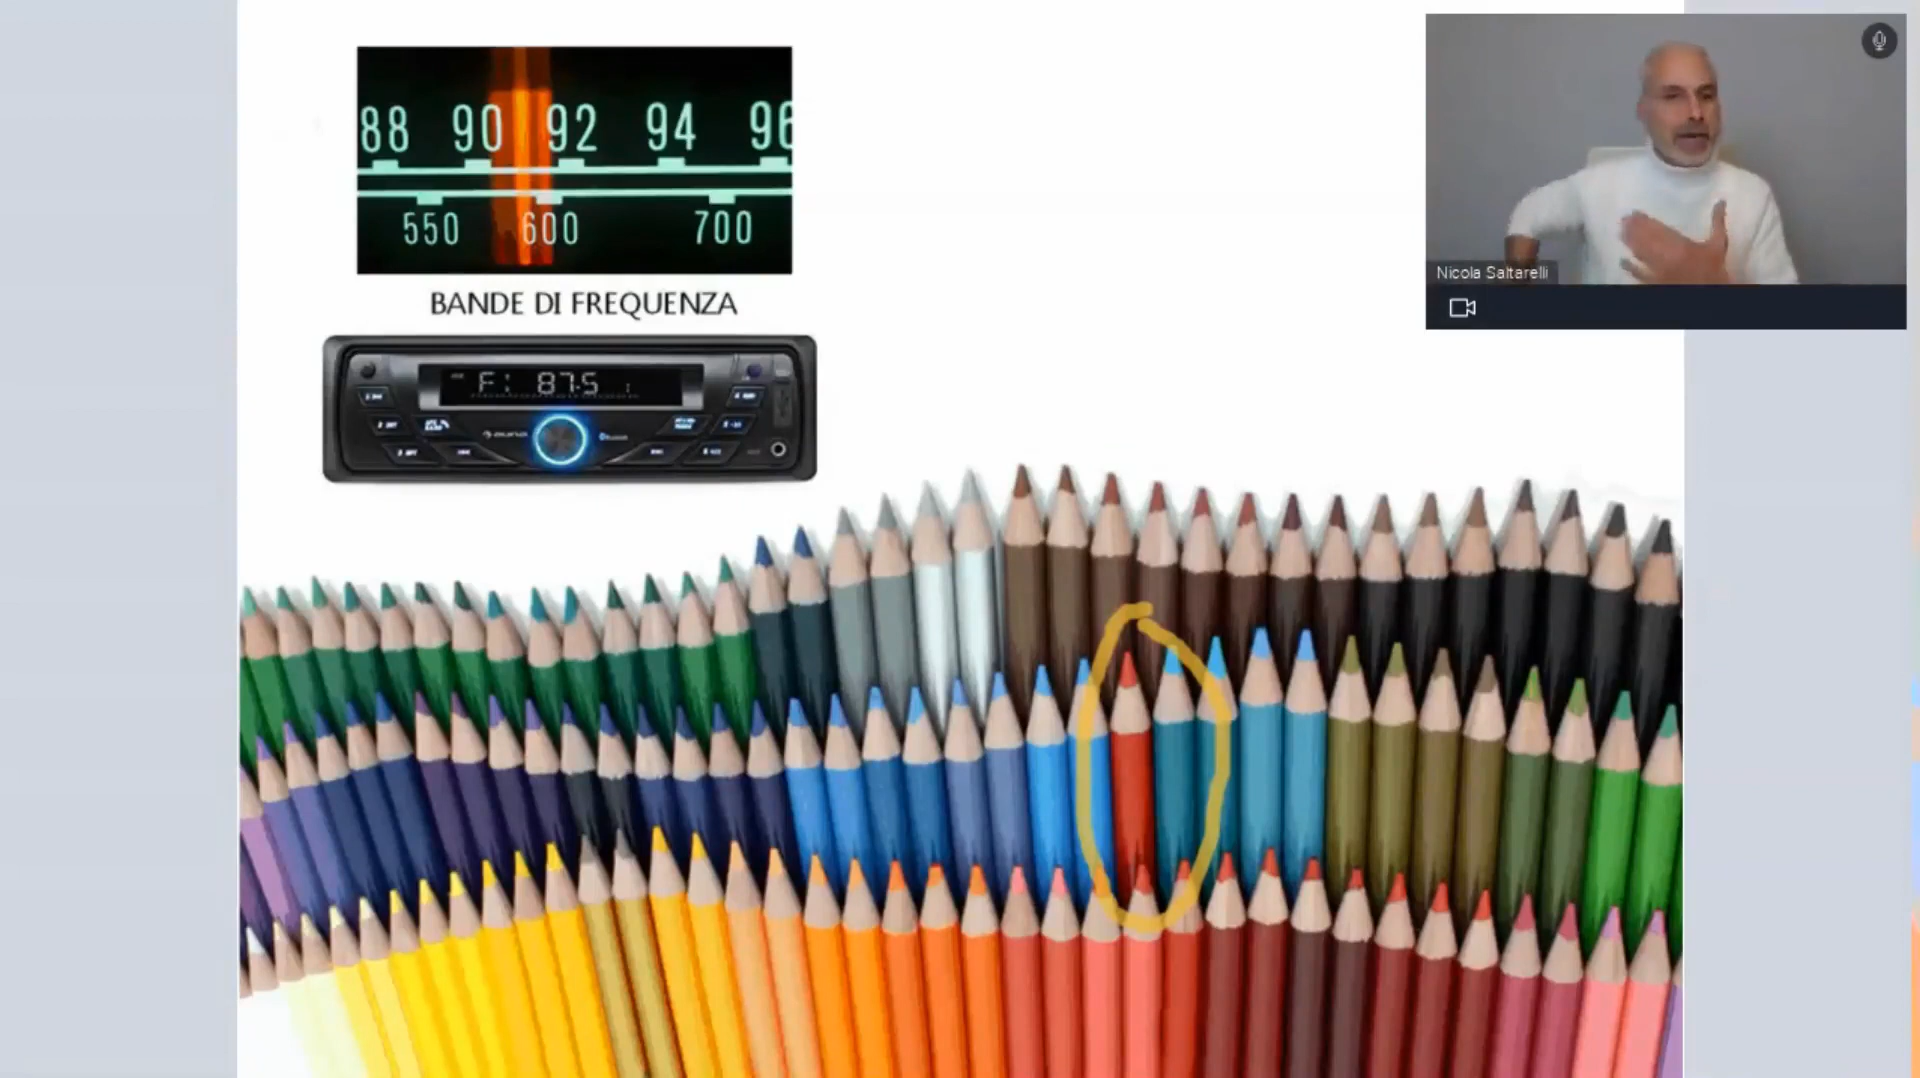 88 90 92 94 96
550 600 700
BANDE DI FREQUENZA
F: 87.5
Nicola Saltarelli